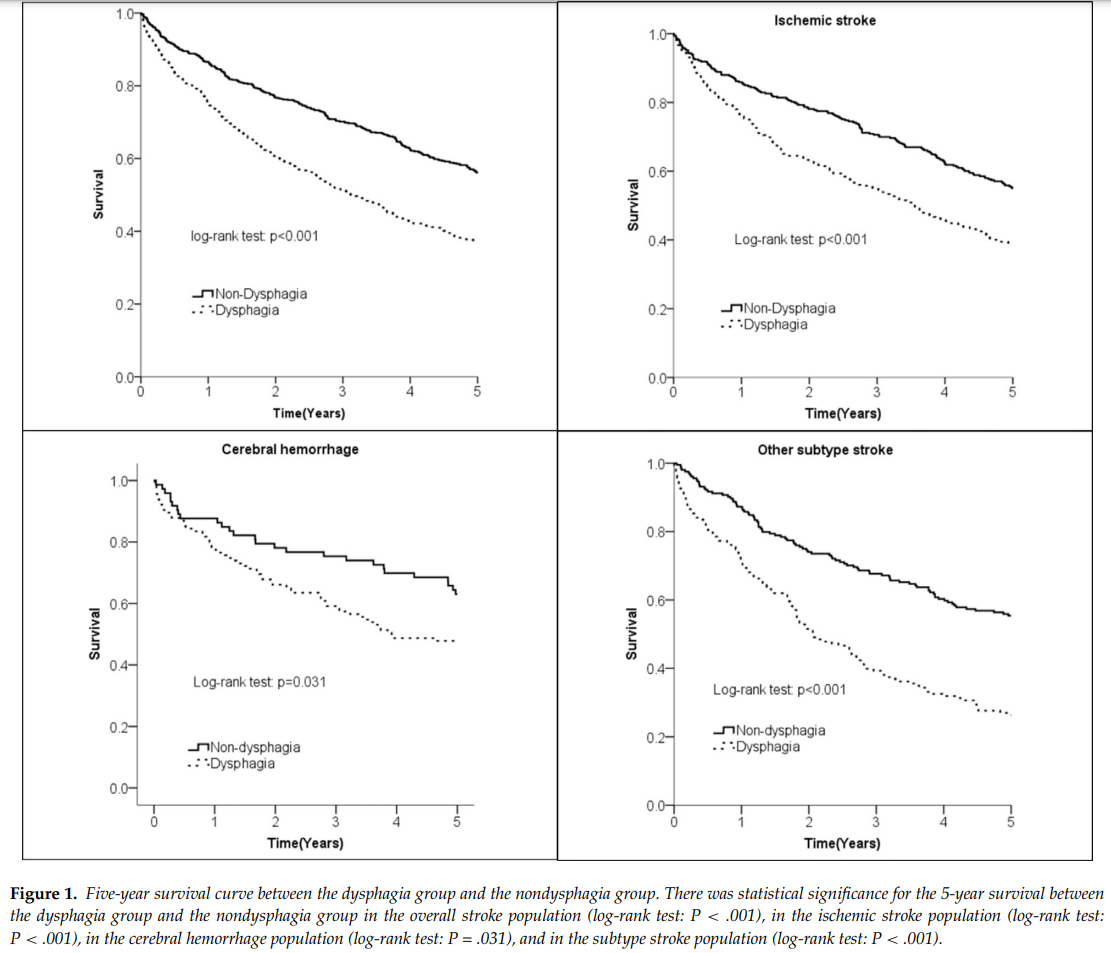 1.0
0.8
0.6
0.4
0.2
0.0
Survival
log-rank test: p<0.001
Non-Dysphagia
Dysphagia
0 1 2 3 4 5
Time(Years)
Ischemic stroke
1.0
0.8
0.6
0.4
0.2
0.0
Survival
Log-rank test: p<0.001
Non-Dysphagia
Dysphagia
0 1 2 3 4 5
Time(Years)
Cerebral hemorrhage
1.0
0.8
0.6
0.4
0.2
0.0
Survival
Log-rank test: p=0.031
Non-dysphagia
Dysphagia
0 1 2 3 4 5
Time(Years)
Other subtype stroke
1.0
0.8
0.6
0.4
0.2
0.0
Survival
Log-rank test: p<0.001
Non-dysphagia
Dysphagia
0 1 2 3 4 5
Time(Years)
Figure 1. Five-year survival curve between the dysphagia group and the nondysphagia group. There was statistical significance for the 5-year survival between
the dysphagia group and the nondysphagia group in the overall stroke population (log-rank test: P < .001), in the ischemic stroke population (log-rank test:
P < .001), in the cerebral hemorrhage population (log-rank test: P = .031), and in the subtype stroke population (log-rank test: P < .001).